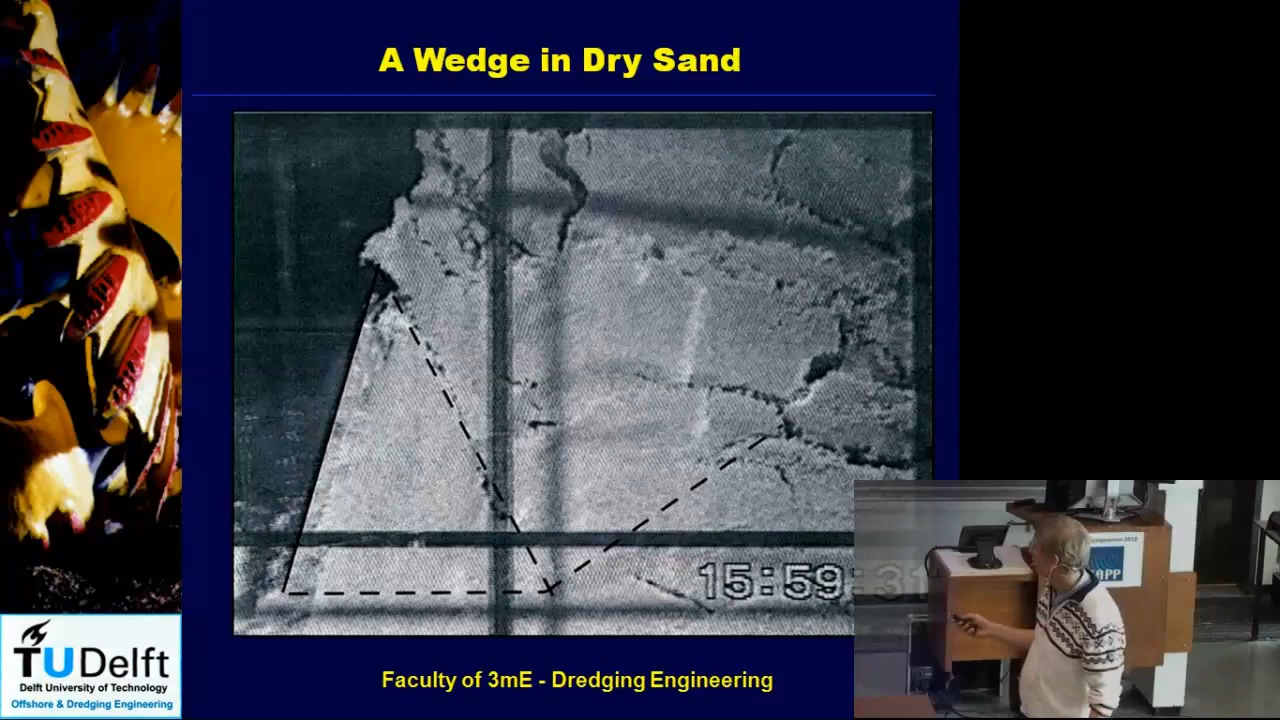 A Wedge in Dry Sand
15:59:31
Faculty of 3mE - Dredging Engineering
TU Delft
Delft University of Technology
Offshore & Dredging Engineering